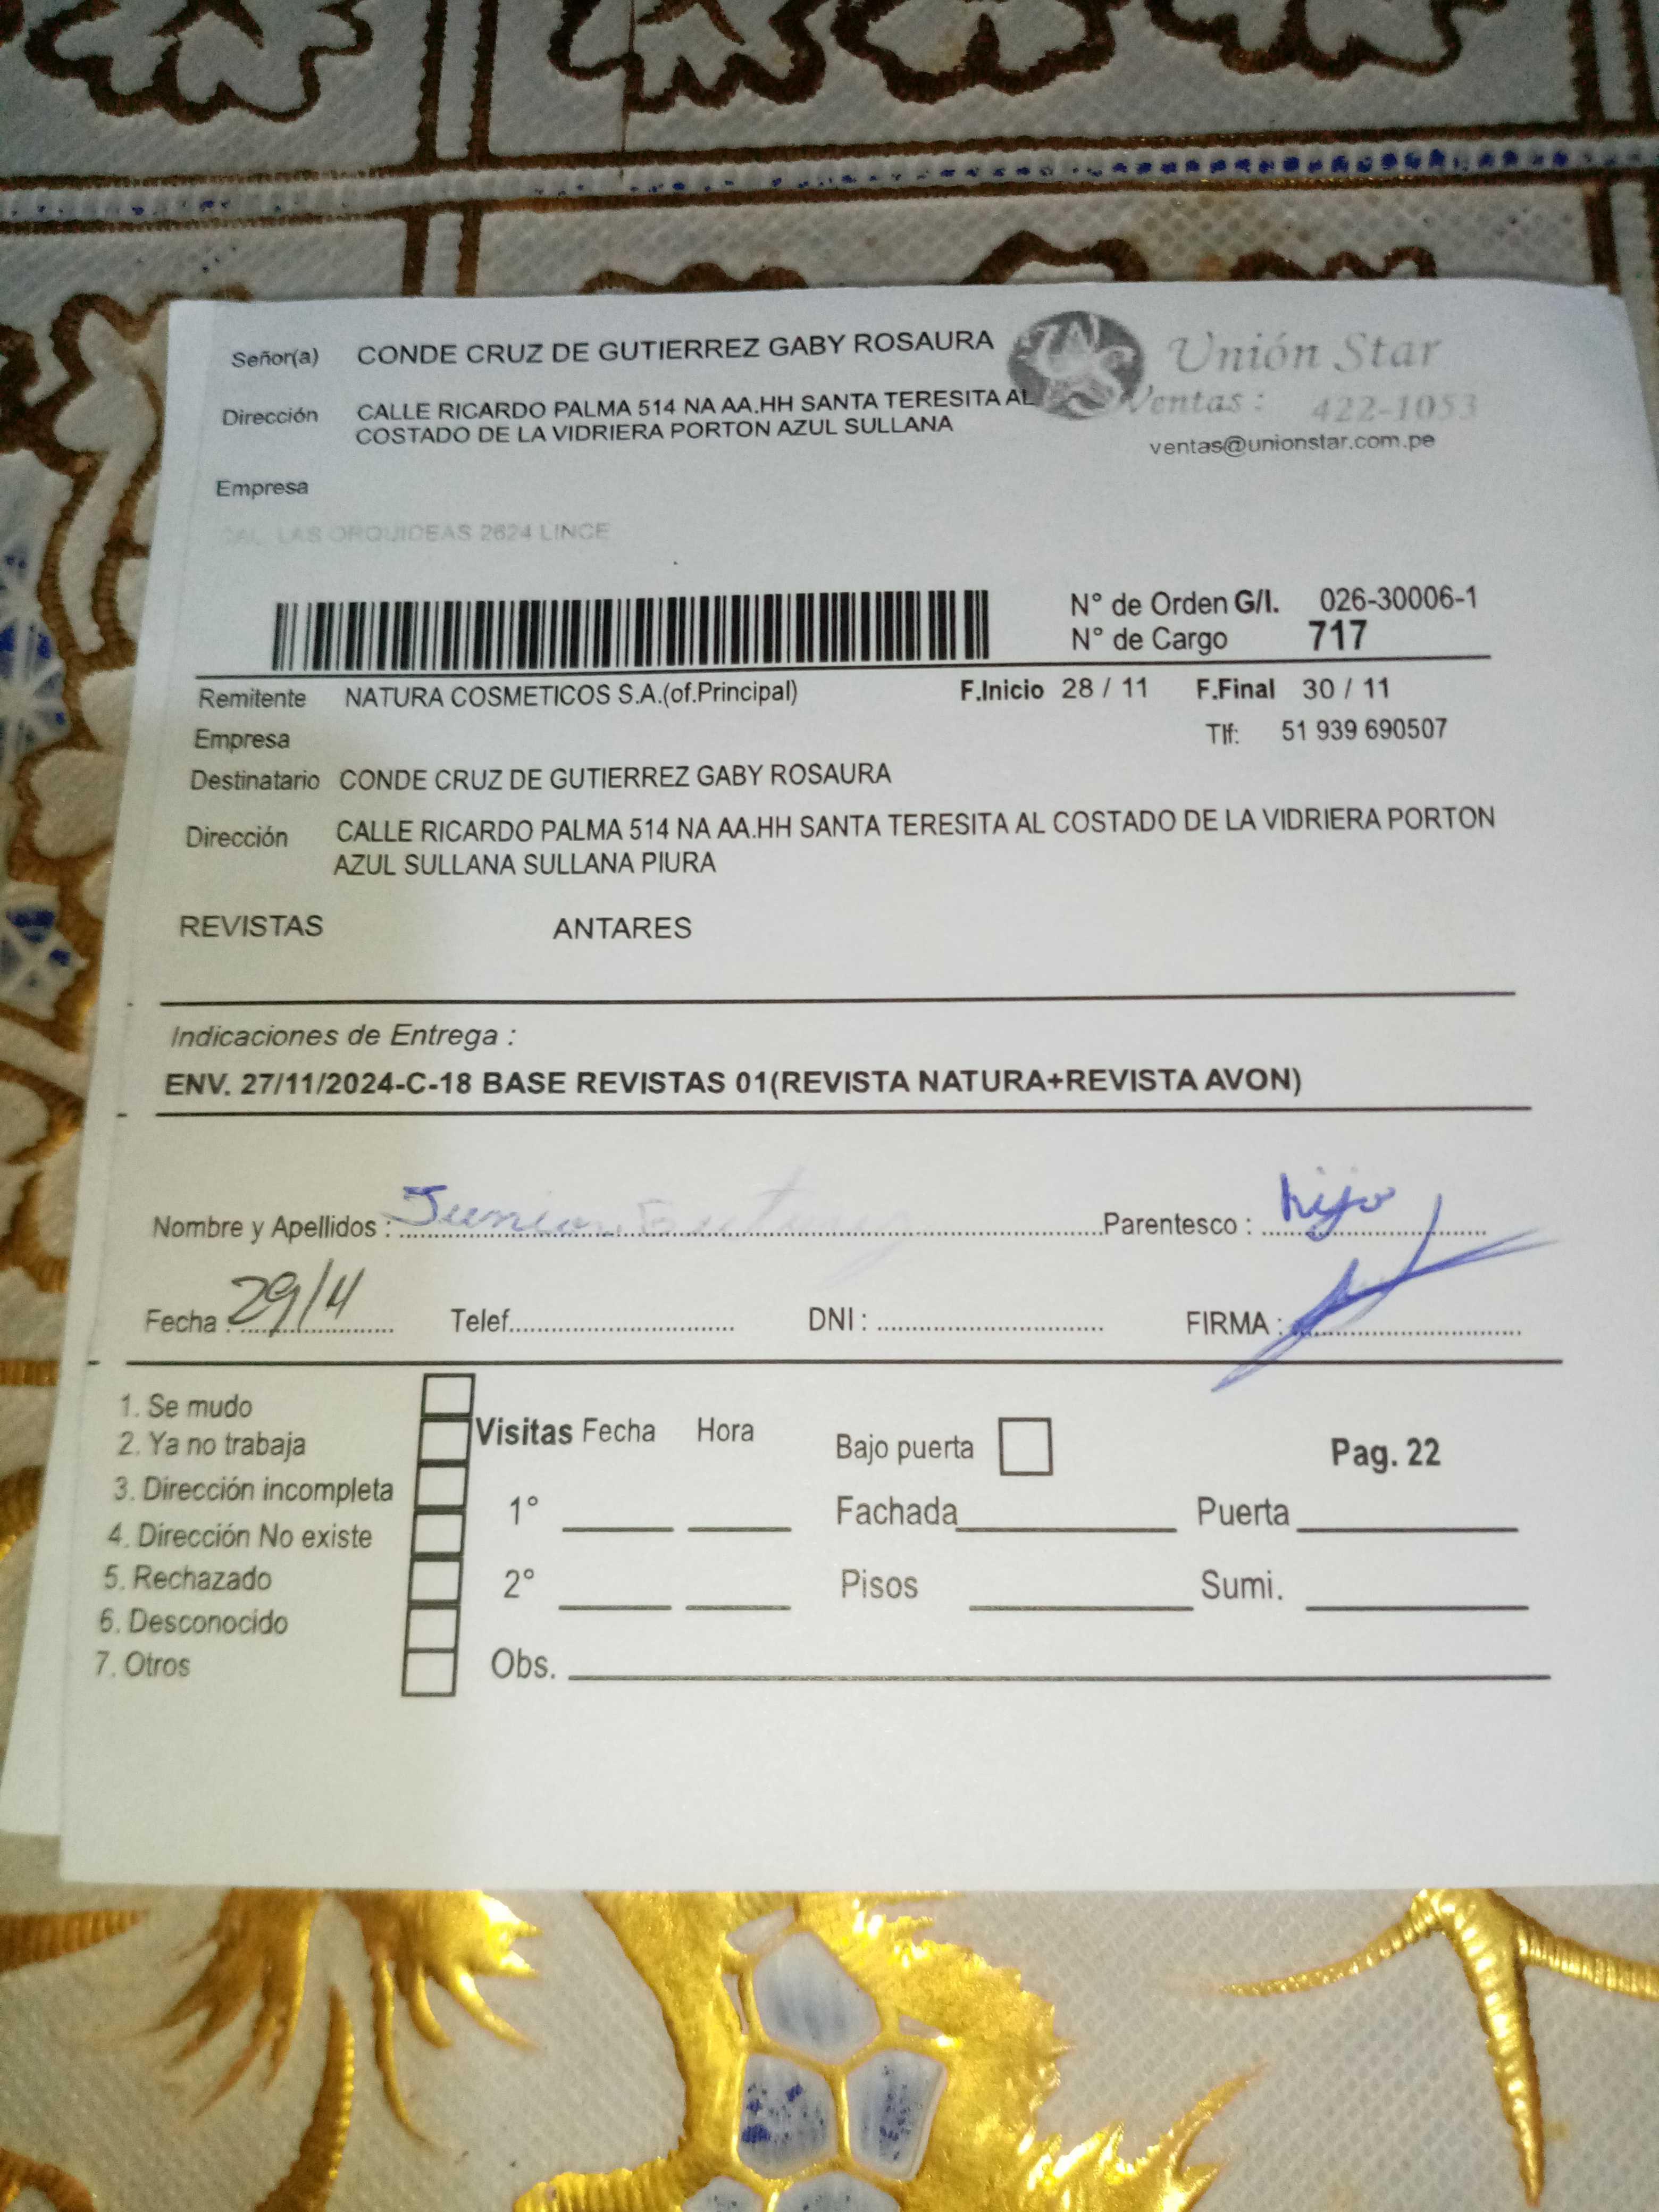 Señor(a) CONDE CRUZ DE GUTIERREZ GABY ROSAURA
Unión Star
Dirección CALLE RICARDO PALMA 514 NA AA.HH SANTA TERESITA AL
COSTADO DE LA VIDRIERA PORTON AZUL SULLANA
Ventas : 422-1053
ventas@unionstar.com.pe
Empresa
CAL. LAS ORQUIDEAS 2624 LINCE
N° de Orden G/I. 026-30006-1
N° de Cargo 717
Remitente NATURA COSMETICOS S.A.(of.Principal) F.Inicio 28 / 11 F.Final 30 / 11
Empresa Tlf: 51 939 690507
Destinatario CONDE CRUZ DE GUTIERREZ GABY ROSAURA
Dirección CALLE RICARDO PALMA 514 NA AA.HH SANTA TERESITA AL COSTADO DE LA VIDRIERA PORTON
AZUL SULLANA SULLANA PIURA
REVISTAS ANTARES
Indicaciones de Entrega :
ENV. 27/11/2024-C-18 BASE REVISTAS 01(REVISTA NATURA+REVISTA AVON)
Nombre y Apellidos : Junior Parentesco : hijo
Fecha : 29/11 Telef. DNI : FIRMA :
1. Se mudo
2. Ya no trabaja
3. Dirección incompleta
4. Dirección No existe
5. Rechazado
6. Desconocido
7. Otros
Visitas Fecha Hora
1°
2°
Obs.
Bajo puerta
Pag. 22
Fachada Puerta
Pisos Sumi.